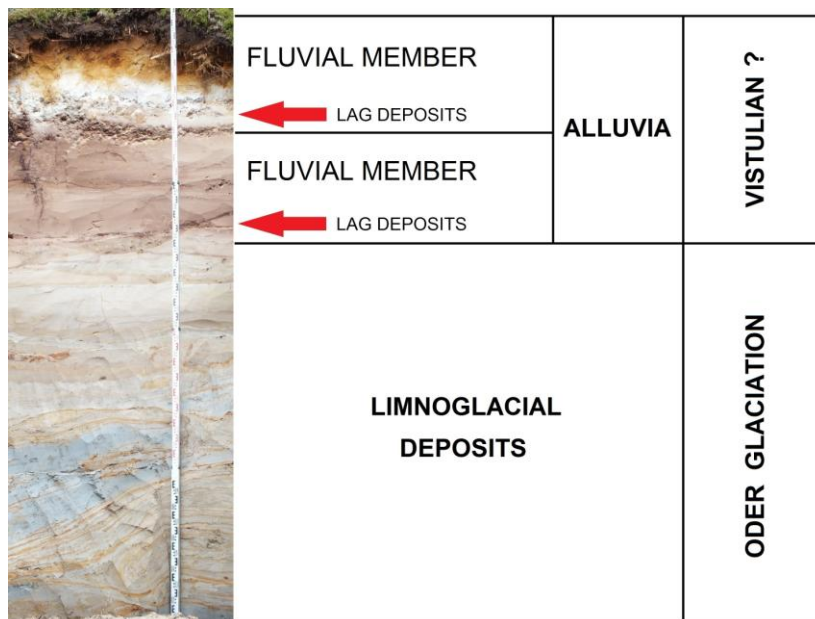 FLUVIAL MEMBER
LAG DEPOSITS
FLUVIAL MEMBER
LAG DEPOSITS
ALLUVIA
VISTULIAN ?
LIMNOGLACIAL
DEPOSITS
ODER GLACIATION